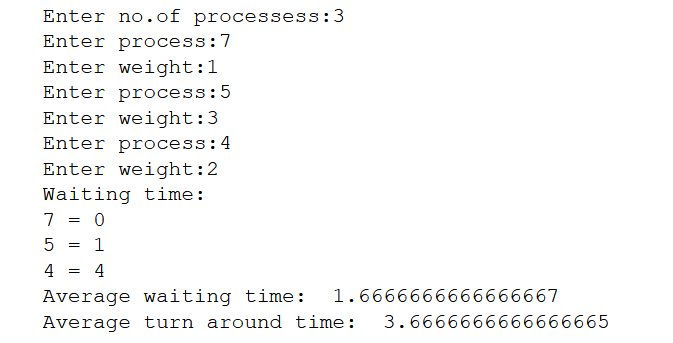 Enter no.of processess:3
Enter process:7
Enter weight:1
Enter process:5
Enter weight:3
Enter process:4
Enter weight:2
Waiting time:
7 = 0
5 = 1
4 = 4
Average waiting time:  1.6666666666666667
Average turn around time:  3.6666666666666665